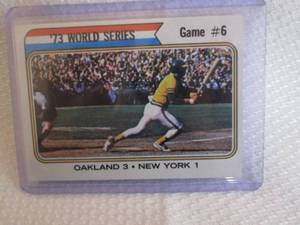 '73 WORLD SERIES Game #6
OAKLAND 3 • NEW YORK 1